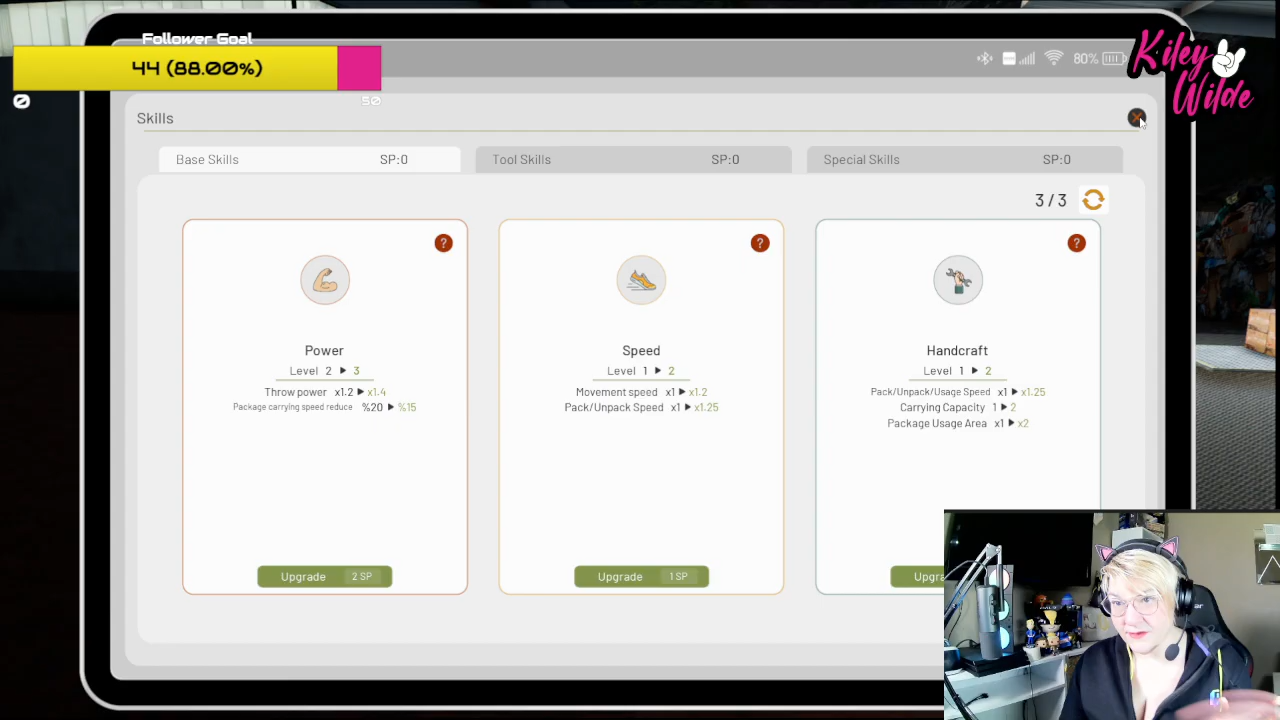 Follower Goal
44 (88.00%)
0
50
80%
Kiley
Wilde
Skills
Base Skills SP:0
Tool Skills SP:0
Special Skills SP:0
3 / 3
?
?
?
Power
Level 2 ▶ 3
Throw power x1.2 ▶ x1.4
Package carrying speed reduce %20 ▶ %15
Upgrade 2 SP
Speed
Level 1 ▶ 2
Movement speed x1 ▶ x1.2
Pack/Unpack Speed x1 ▶ x1.25
Upgrade 1 SP
Handcraft
Level 1 ▶ 2
Pack/Unpack/Usage Speed x1 ▶ x1.25
Carrying Capacity 1 ▶ 2
Package Usage Area x1 ▶ x2
Upgra